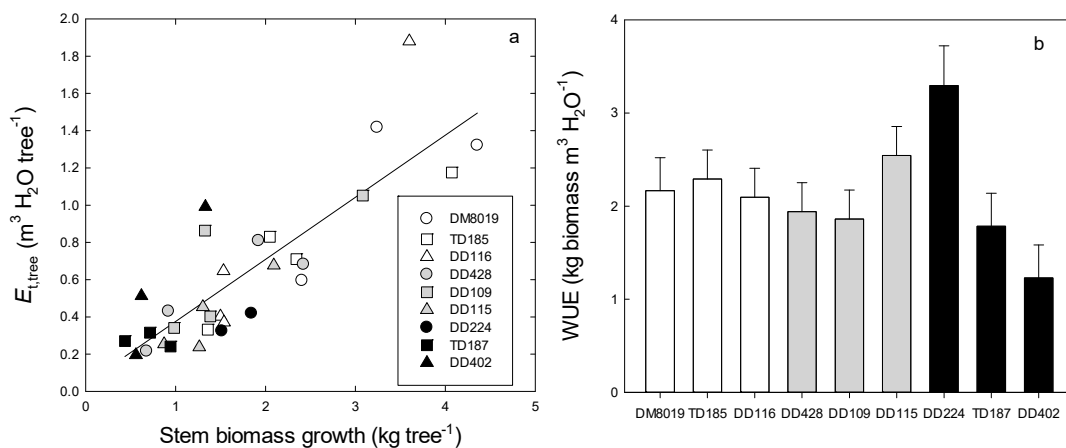 a
2.0
1.8
1.6
1.4
1.2
1.0
0.8
0.6
0.4
0.2
0.0
E_t,tree (m³ H₂O tree⁻¹)
0 1 2 3 4 5
Stem biomass growth (kg tree⁻¹)
DM8019
TD185
DD116
DD428
DD109
DD115
DD224
TD187
DD402
b
4
3
2
1
0
WUE (kg biomass m³ H₂O⁻¹)
DM8019 TD185 DD116 DD428 DD109 DD115 DD224 TD187 DD402